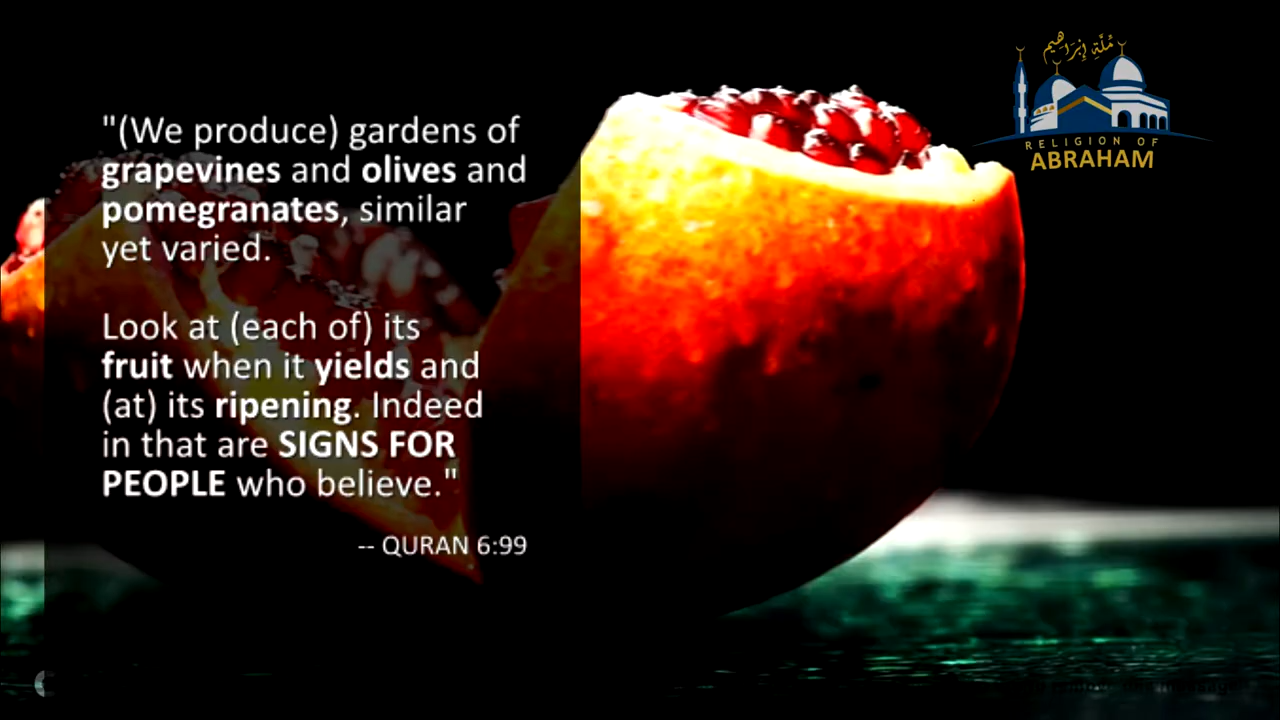 "(We produce) gardens of
grapevines and olives and
pomegranates, similar
yet varied.
Look at (each of) its
fruit when it yields and
(at) its ripening. Indeed
in that are SIGNS FOR
PEOPLE who believe."
-- QURAN 6:99
مِّلَّةِ إِبْرَاهِيم
RELIGION OF
ABRAHAM